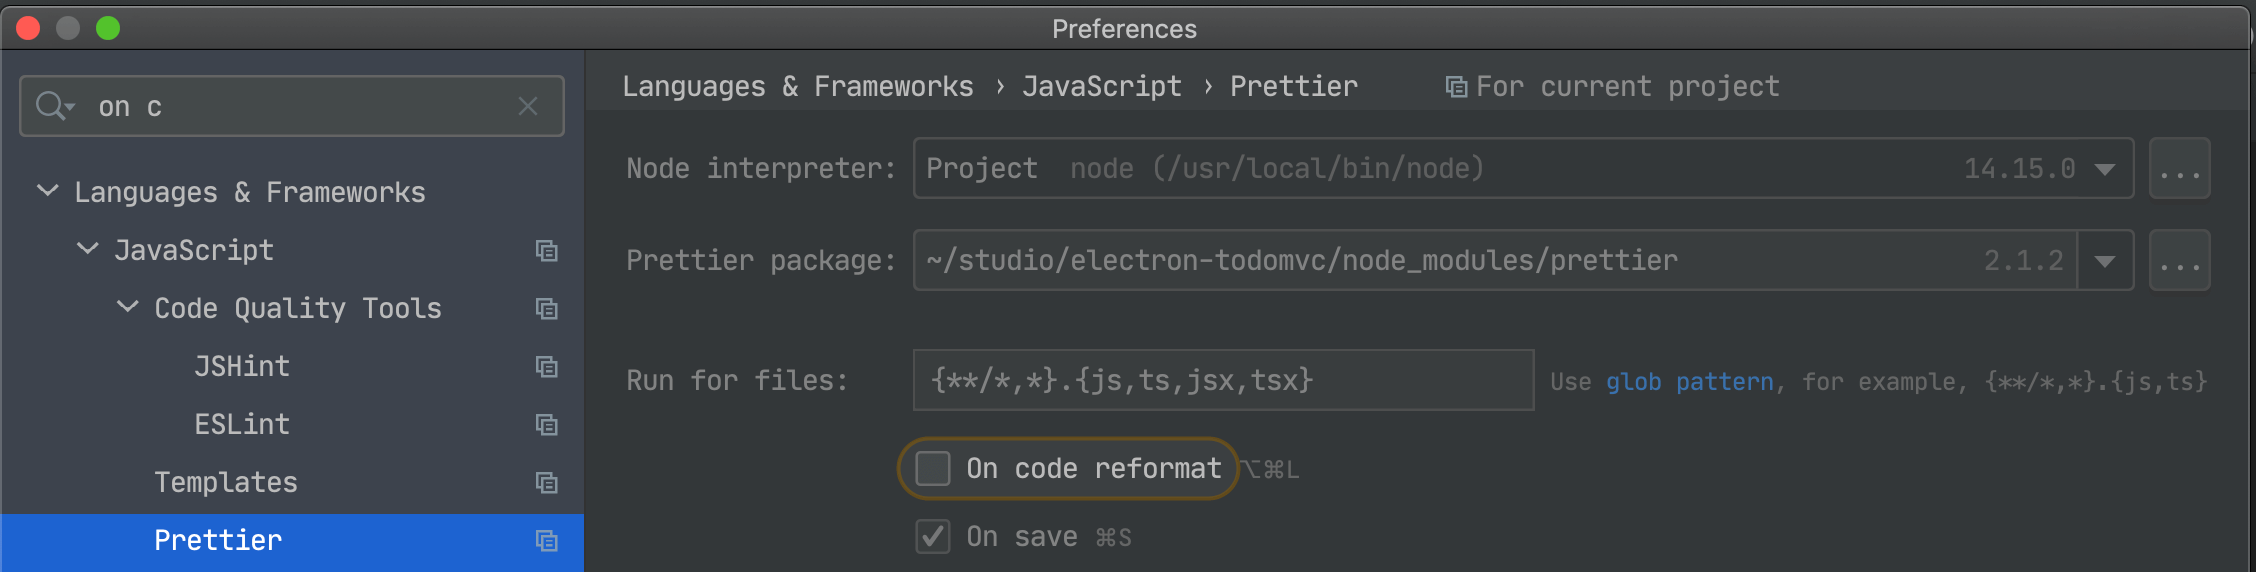 Preferences
on c
Languages & Frameworks
JavaScript
Code Quality Tools
JSHint
ESLint
Templates
Prettier
Languages & Frameworks › JavaScript › Prettier For current project
Node interpreter: Project node (/usr/local/bin/node) 14.15.0 ...
Prettier package: ~/studio/electron-todomvc/node_modules/prettier 2.1.2 ...
Run for files: {**/*,*}.{js,ts,jsx,tsx} Use glob pattern, for example, {**/*,*}.{js,ts}
On code reformat ⌥⌘L
On save ⌘S